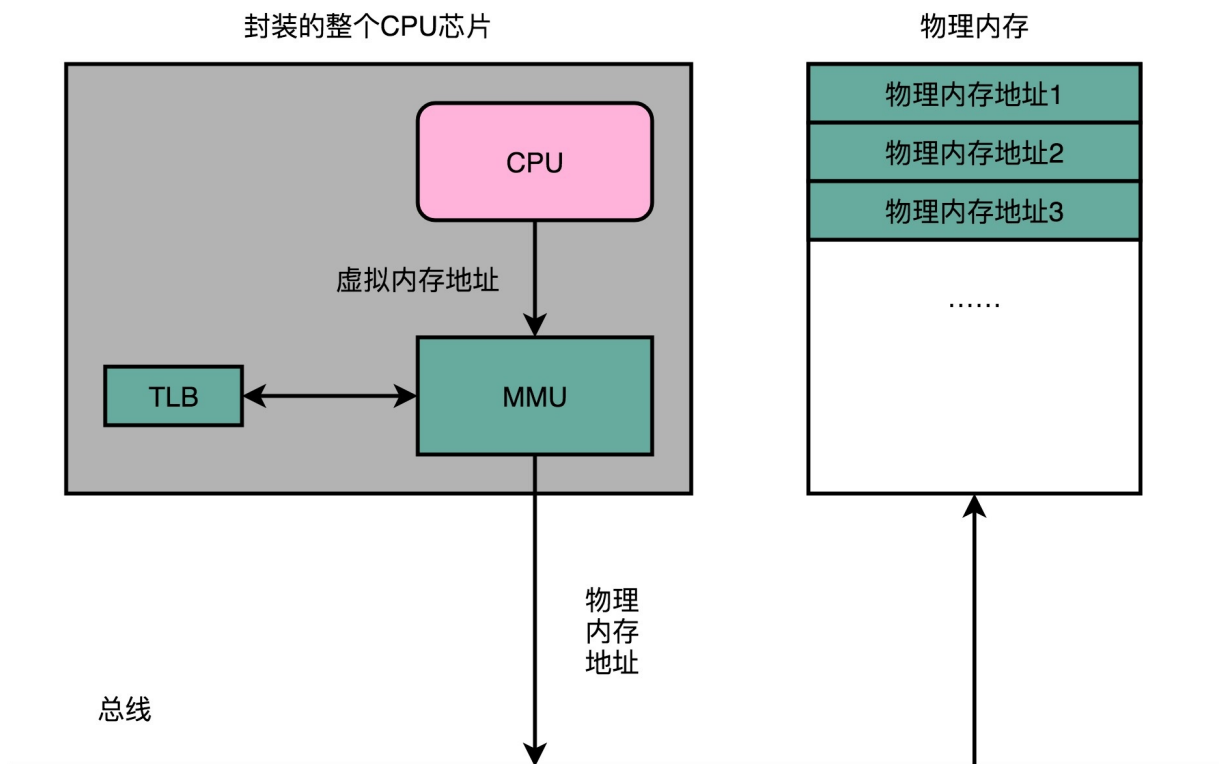 封装的整个CPU芯片
物理内存
物理内存地址1
物理内存地址2
物理内存地址3
……
CPU
虚拟内存地址
TLB
MMU
物理
内存
地址
总线